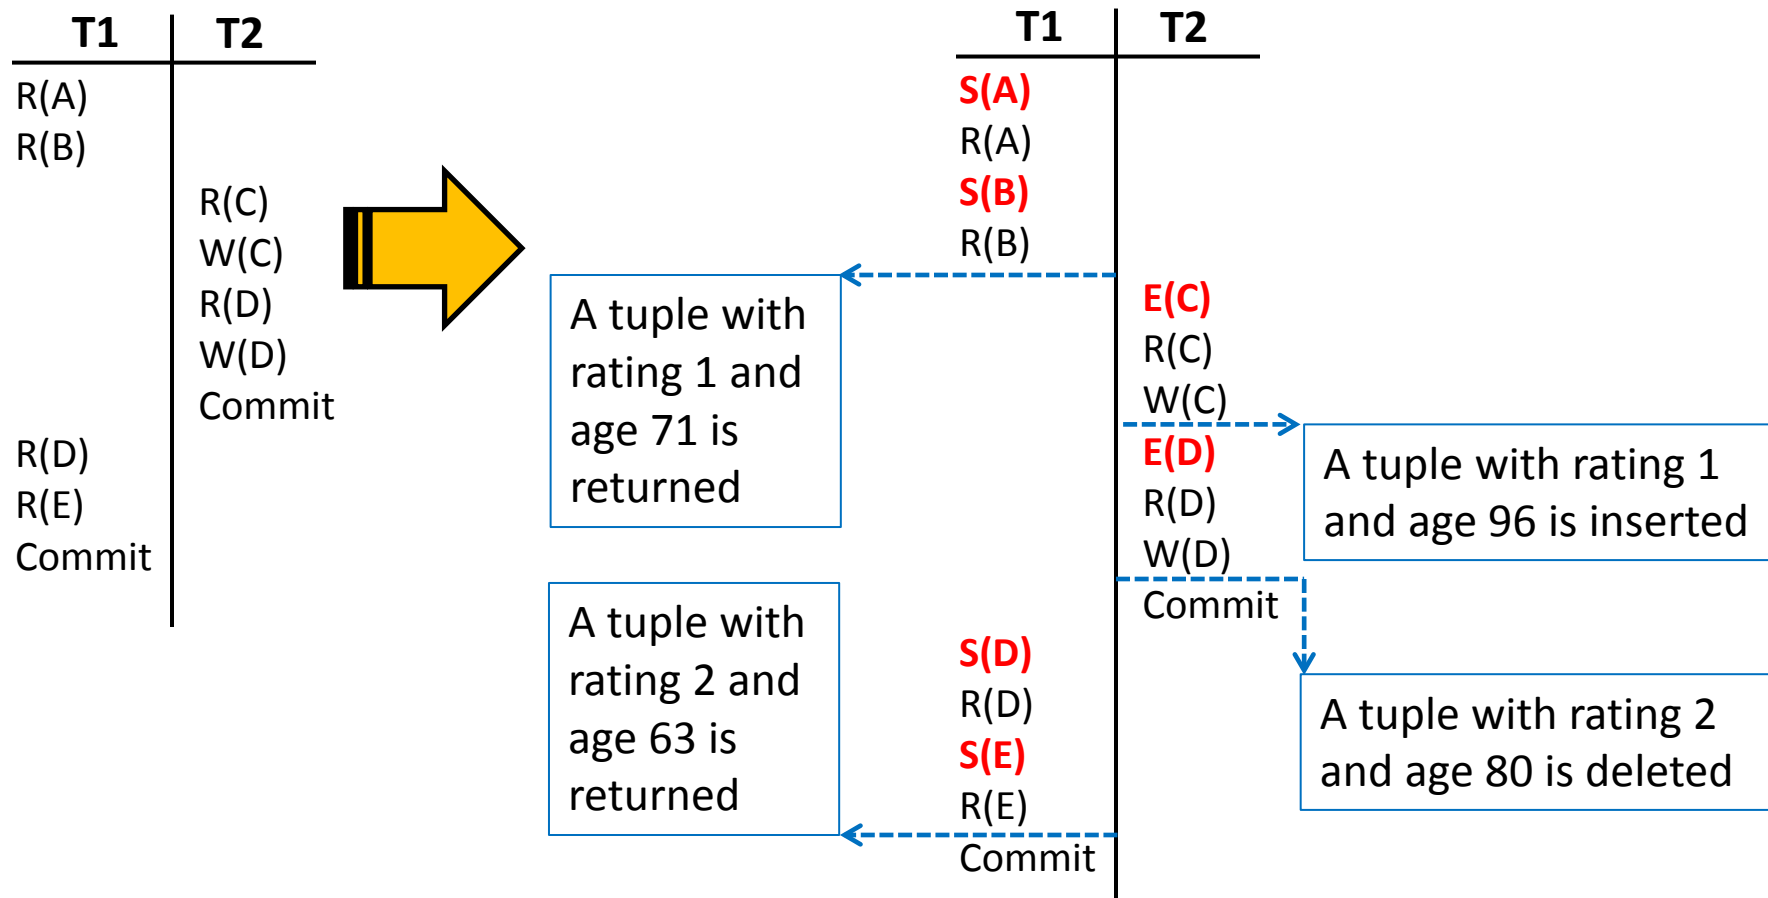 T1 T2
R(A)
R(B)
R(C)
W(C)
R(D)
W(D)
Commit
R(D)
R(E)
Commit
T1 T2
S(A)
R(A)
S(B)
R(B)
A tuple with
rating 1 and
age 71 is
returned
E(C)
R(C)
W(C)
E(D)
R(D)
W(D)
Commit
A tuple with rating 1
and age 96 is inserted
A tuple with rating 2
and age 80 is deleted
S(D)
R(D)
S(E)
R(E)
Commit
A tuple with
rating 2 and
age 63 is
returned